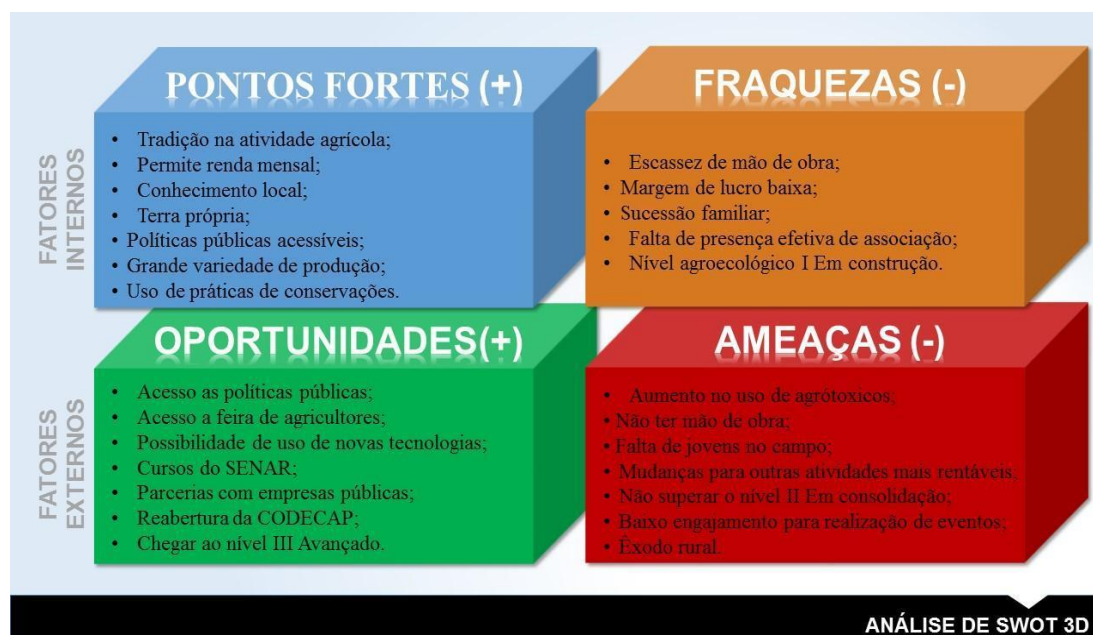 PONTOS FORTES (+)
• Tradição na atividade agrícola;
• Permite renda mensal;
• Conhecimento local;
• Terra própria;
• Políticas públicas acessíveis;
• Grande variedade de produção;
• Uso de práticas de conservações.
FRAQUEZAS (-)
• Escassez de mão de obra;
• Margem de lucro baixa;
• Sucessão familiar;
• Falta de presença efetiva de associação;
• Nível agroecológico I Em construção.
FATORES
INTERNOS
OPORTUNIDADES(+)
• Acesso as políticas públicas;
• Acesso a feira de agricultores;
• Possibilidade de uso de novas tecnologias;
• Cursos do SENAR;
• Parcerias com empresas públicas;
• Reabertura da CODECAP;
• Chegar ao nível III Avançado.
AMEAÇAS (-)
• Aumento no uso de agrótoxicos;
• Não ter mão de obra;
• Falta de jovens no campo;
• Mudanças para outras atividades mais rentáveis;
• Não superar o nível II Em consolidação;
• Baixo engajamento para realização de eventos;
• Êxodo rural.
FATORES
EXTERNOS
ANÁLISE DE SWOT 3D